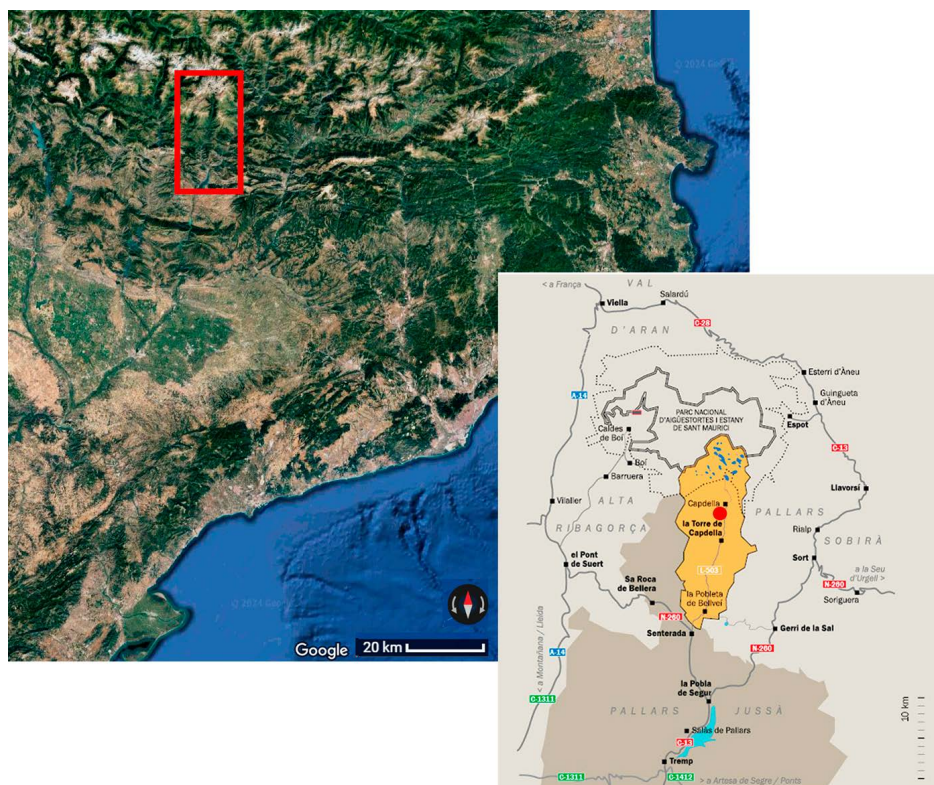 © 2024 Goo
© 2024 Goo
Google
20 km
< a França
VAL
D'ARAN
Viella
Salardú
C-28
Esterri d'Àneu
Guingueta
d'Àneu
A-14
PARC NACIONAL
D'AIGÜESTORTES I ESTANY
DE SANT MAURICI
Espot
Caldes
de Boí
C-13
Boí
Barruera
Llavorsí
Vilaller
ALTA
RIBAGORÇA
Capdella
la Torre de
Capdella
PALLARS
SOBIRÀ
Rialp
el Pont
de Suert
Sort
a la Seu
d'Urgell >
L-503
Sa Roca
de Bellera
N-260
Soriguera
la Pobleta
de Bellveí
N-260
Senterada
Gerri de la Sal
N-260
A-14
< a Montañana / Lleida
la Pobla
de Segur
C-1311
PALLARS JUSSÀ
10 km
Salàs de Pallars
C-13
Tremp
C-1311
C-1412
> a Artesa de Segre / Ponts